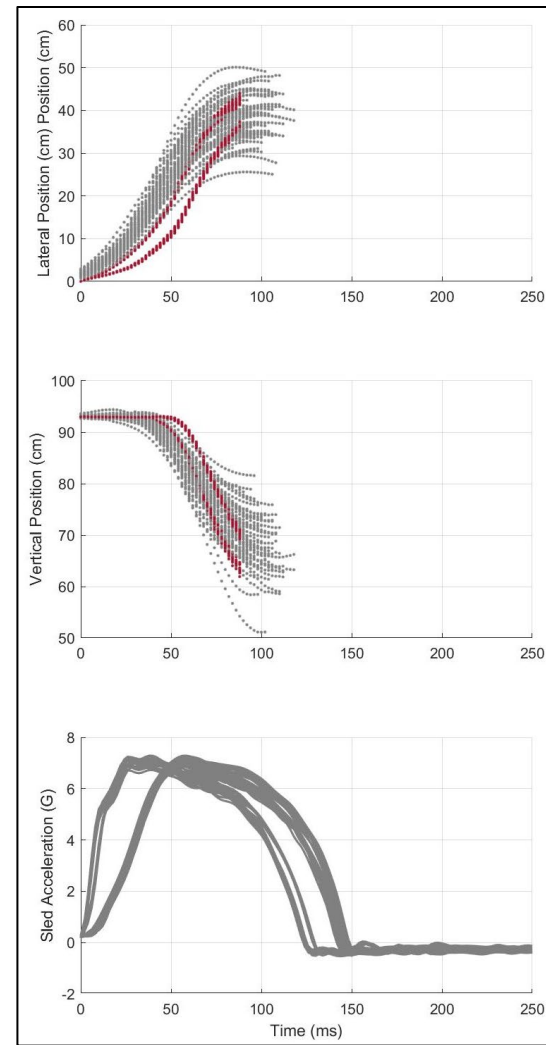 60
50
40
30
20
10
0
Lateral Position (cm) Position (cm)
0 50 100 150 200 250
100
90
80
70
60
50
Vertical Position (cm)
0 50 100 150 200 250
8
6
4
2
0
-2
Sled Acceleration (G)
0 50 100 150 200 250
Time (ms)